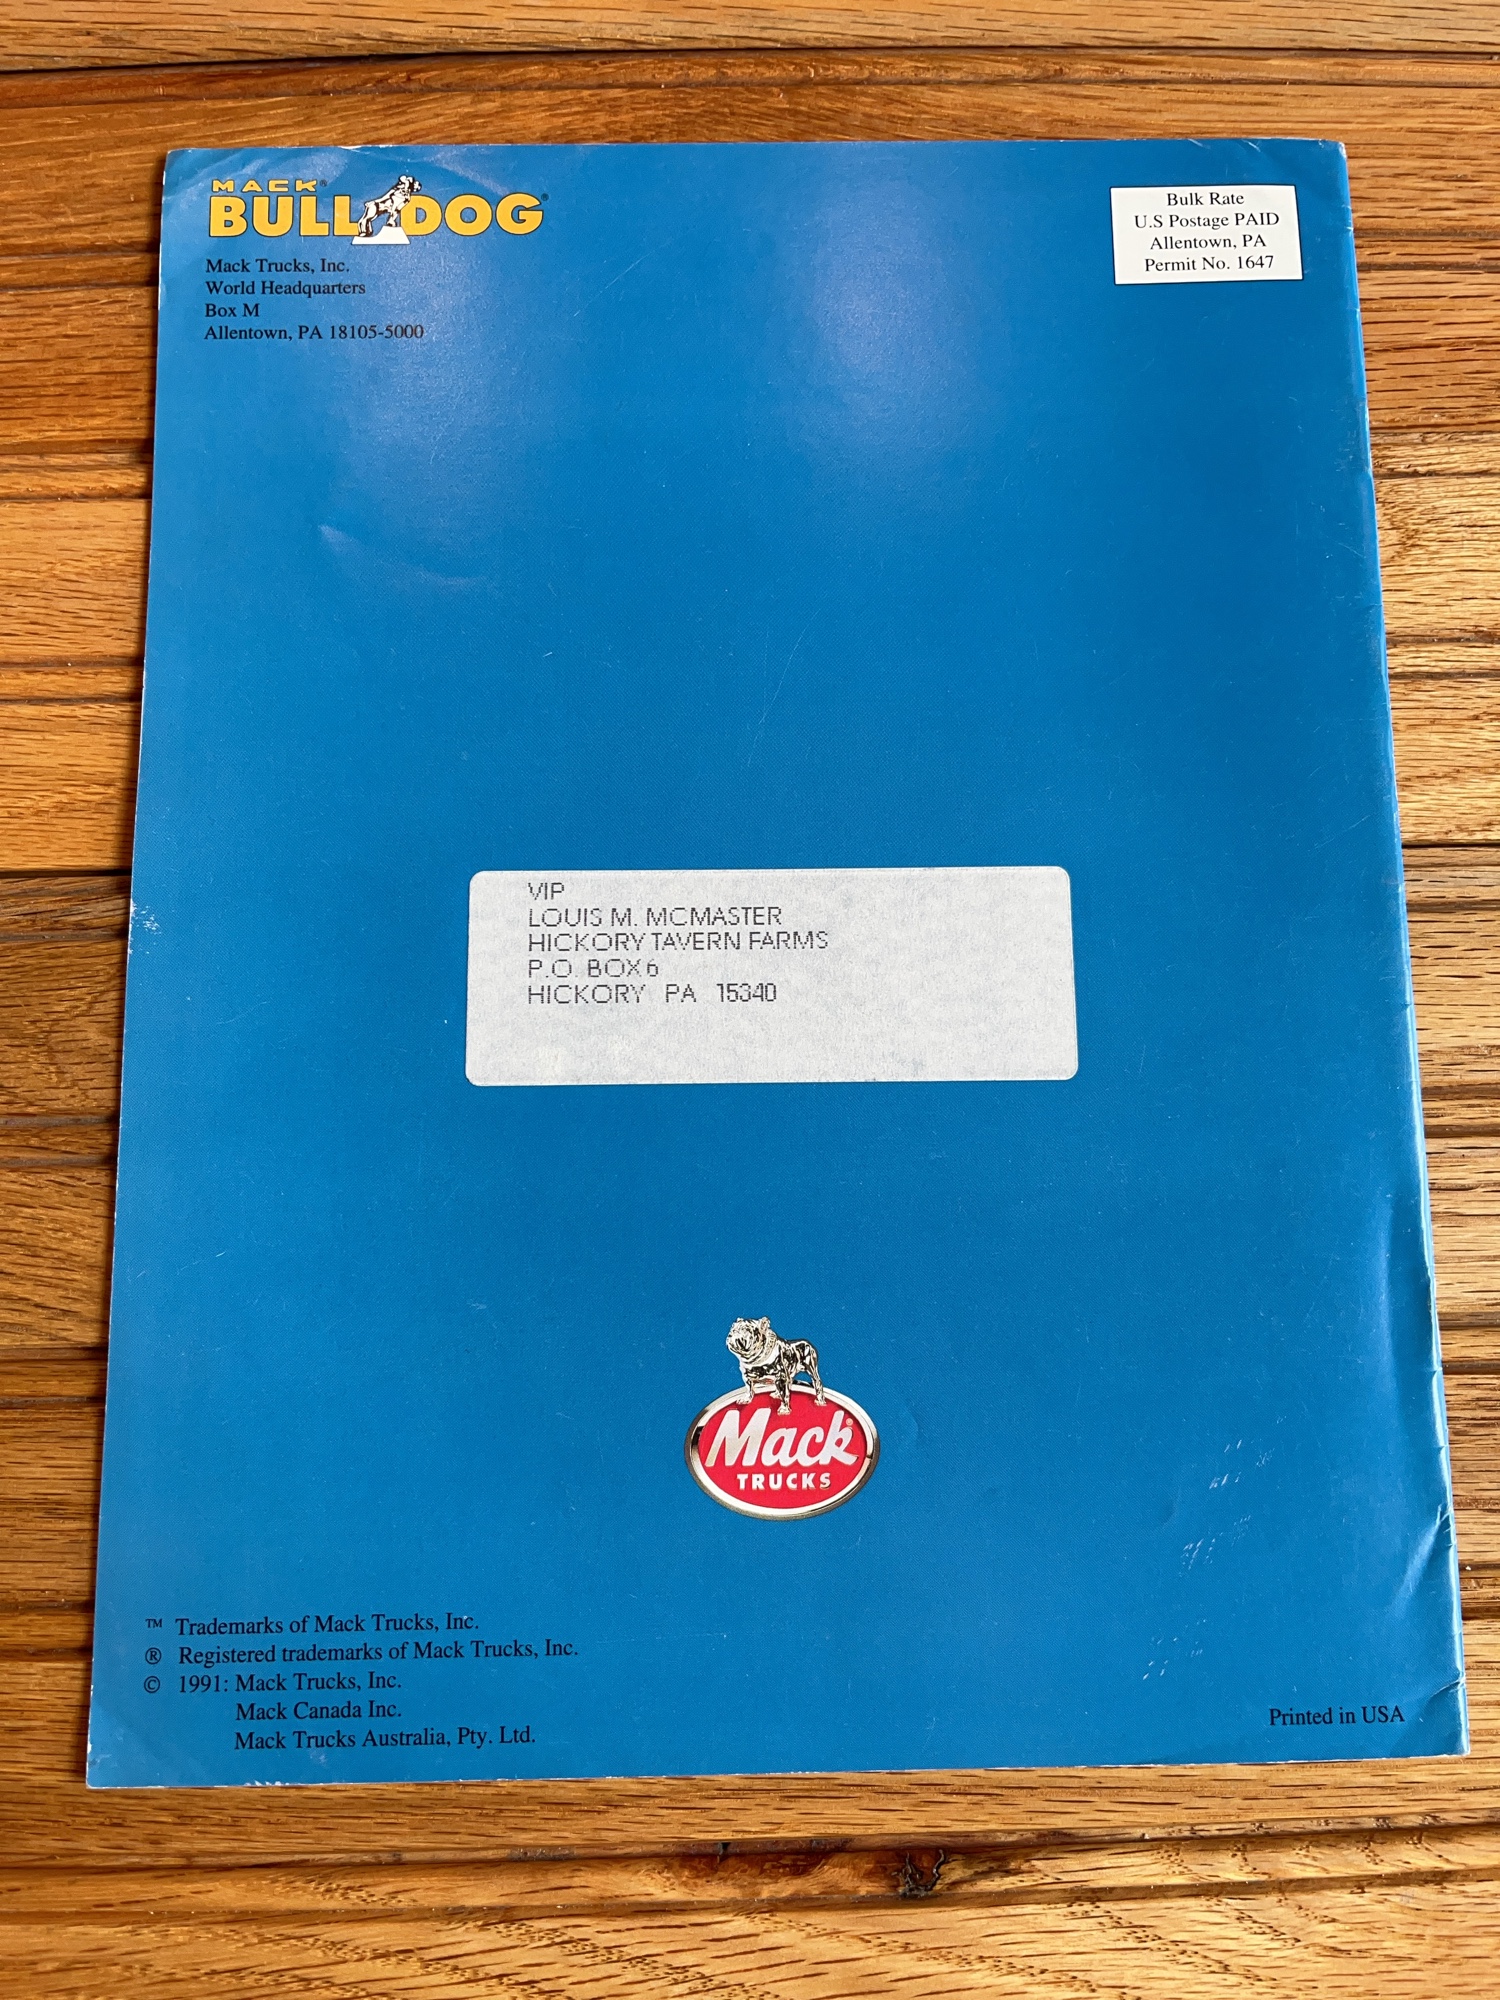 MACK®
BULLDOG®
Mack Trucks, Inc.
World Headquarters
Box M
Allentown, PA 18105-5000
Bulk Rate
U.S Postage PAID
Allentown, PA
Permit No. 1647
VIP
LOUIS M. MCMASTER
HICKORY TAVERN FARMS
P.O. BOX 6
HICKORY PA 15340
Mack®
TRUCKS
™ Trademarks of Mack Trucks, Inc.
® Registered trademarks of Mack Trucks, Inc.
© 1991: Mack Trucks, Inc.
Mack Canada Inc.
Mack Trucks Australia, Pty. Ltd.
Printed in USA